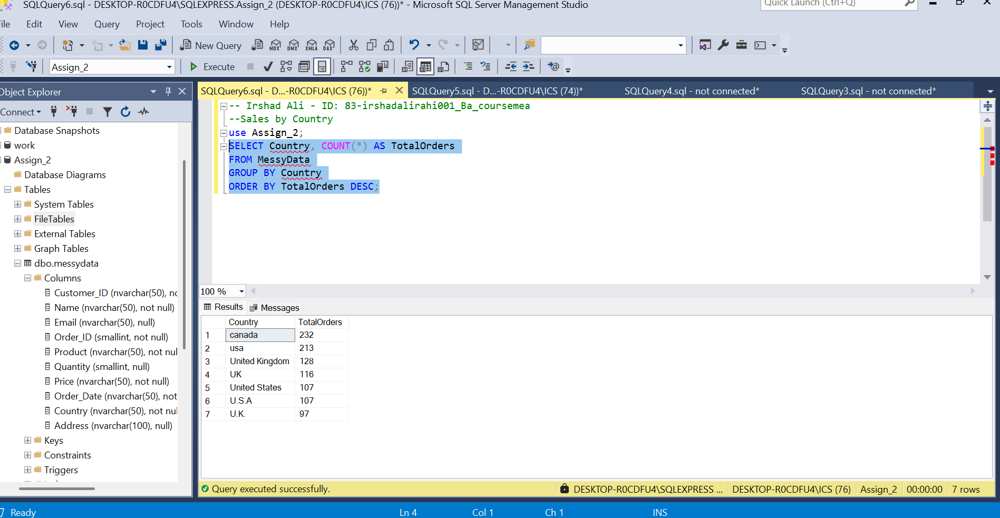 SQLQuery6.sql - DESKTOP-R0CDFU4\SQLEXPRESS.Assign_2 (DESKTOP-R0CDFU4\ICS (76))* - Microsoft SQL Server Management Studio
Quick Launch (Ctrl+Q)
File Edit View Query Project Tools Window Help
New Query MDX DMX XMLA DAX
Assign_2 Execute
Object Explorer
SQLQuery6.sql - D...-R0CDFU4\ICS (76))* SQLQuery5.sql - D...-R0CDFU4\ICS (74))* SQLQuery4.sql - not connected* SQLQuery3.sql - not connected*
Connect
Database Snapshots
work
Assign_2
Database Diagrams
Tables
System Tables
FileTables
External Tables
Graph Tables
dbo.messydata
Columns
Customer_ID (nvarchar(50), no
Name (nvarchar(50), not null)
Email (nvarchar(50), null)
Order_ID (smallint, not null)
Product (nvarchar(50), not nul
Quantity (smallint, null)
Price (nvarchar(50), not null)
Order_Date (nvarchar(50), not
Country (nvarchar(50), not nul
Address (nvarchar(100), null)
Keys
Constraints
Triggers
-- Irshad Ali - ID: 83-irshadalirahi001_Ba_coursemea
--Sales by Country
use Assign_2;
SELECT Country, COUNT(*) AS TotalOrders
FROM MessyData
GROUP BY Country
ORDER BY TotalOrders DESC;
100 %
Results Messages
Country TotalOrders
1 canada 232
2 usa 213
3 United Kingdom 128
4 UK 116
5 United States 107
6 U.S.A 107
7 U.K. 97
Query executed successfully. DESKTOP-R0CDFU4\SQLEXPRESS ... DESKTOP-R0CDFU4\ICS (76) Assign_2 00:00:00 7 rows
Ready Ln 4 Col 1 Ch 1 INS